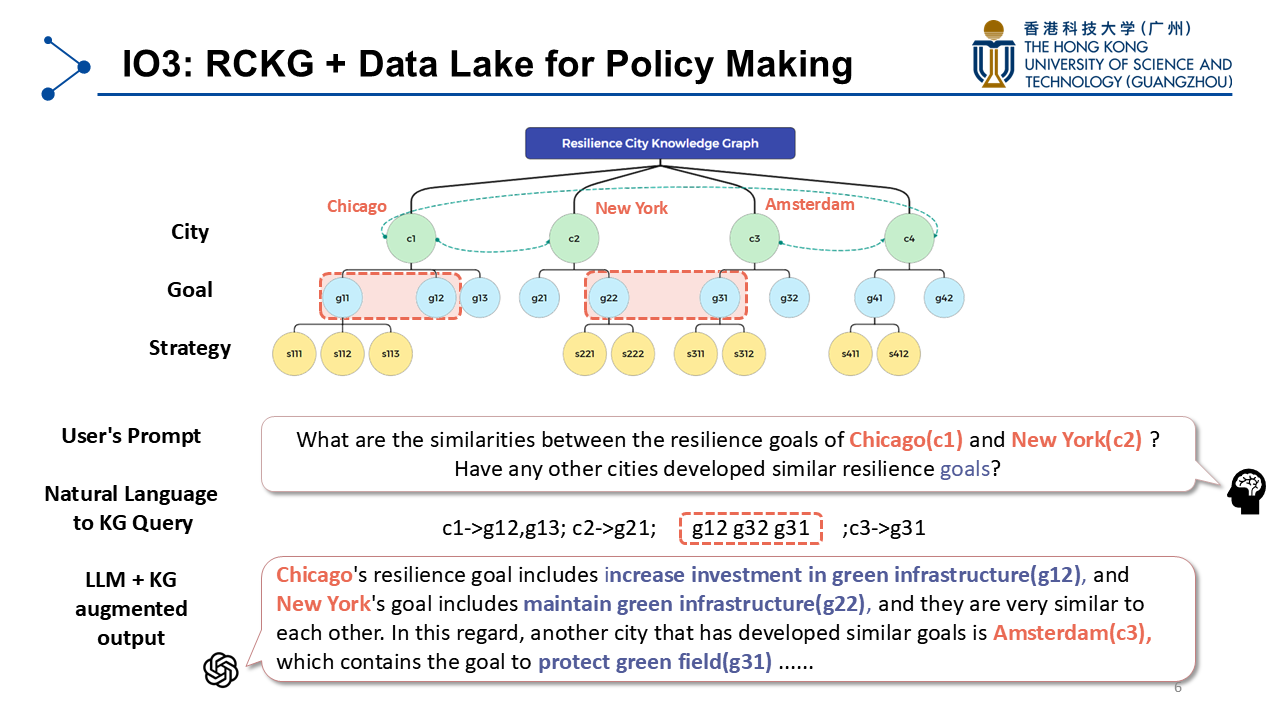 IO3: RCKG + Data Lake for Policy Making
香港科技大学(广州)
THE HONG KONG
UNIVERSITY OF SCIENCE AND
TECHNOLOGY (GUANGZHOU)
Resilience City Knowledge Graph
Chicago
New York
Amsterdam
City
c1
c2
c3
c4
Goal
g11
g12
g13
g21
g22
g31
g32
g41
g42
Strategy
s111
s112
s113
s221
s222
s311
s312
s411
s412
User's Prompt
What are the similarities between the resilience goals of Chicago(c1) and New York(c2) ?
Have any other cities developed similar resilience goals?
Natural Language
to KG Query
c1->g12,g13; c2->g21; g12 g32 g31 ;c3->g31
LLM + KG
augmented
output
Chicago's resilience goal includes increase investment in green infrastructure(g12), and
New York's goal includes maintain green infrastructure(g22), and they are very similar to
each other. In this regard, another city that has developed similar goals is Amsterdam(c3),
which contains the goal to protect green field(g31) ......
6